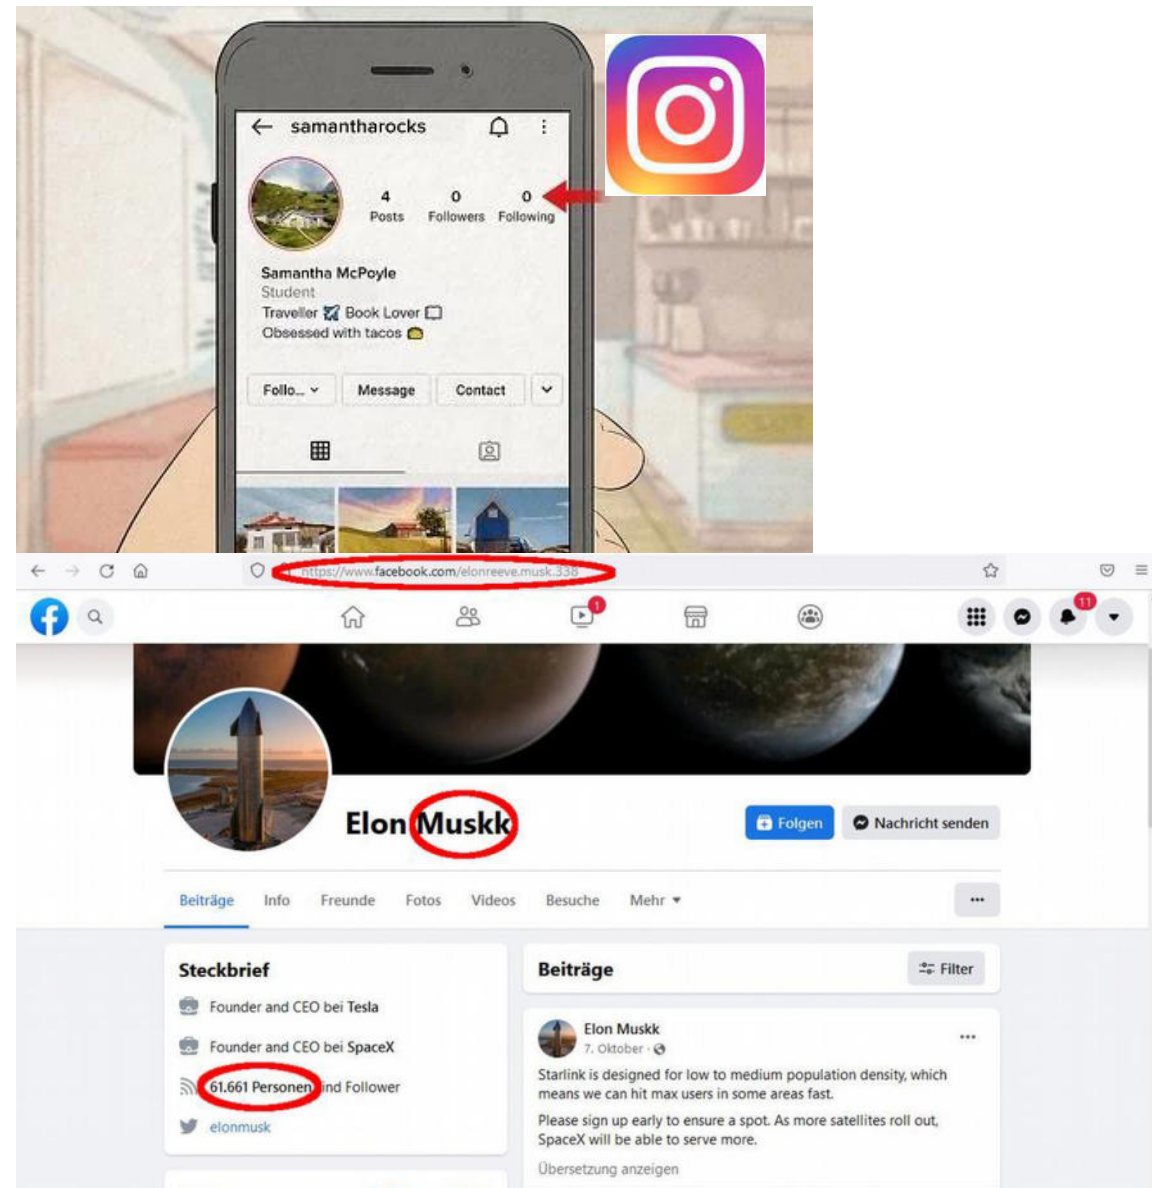 samantharocks
4 0 0
Posts Followers Following
Samantha McPoyle
Student
Traveller Book Lover
Obsessed with tacos
Follo... Message Contact
https://www.facebook.com/elonreeve.musk.338
1
11
Elon Muskk
Folgen Nachricht senden
Beiträge Info Freunde Fotos Videos Besuche Mehr
Steckbrief
Founder and CEO bei Tesla
Founder and CEO bei SpaceX
61.661 Personen sind Follower
elonmusk
Beiträge
Filter
Elon Muskk
7. Oktober ·
Starlink is designed for low to medium population density, which
means we can hit max users in some areas fast.
Please sign up early to ensure a spot. As more satellites roll out,
SpaceX will be able to serve more.
Übersetzung anzeigen